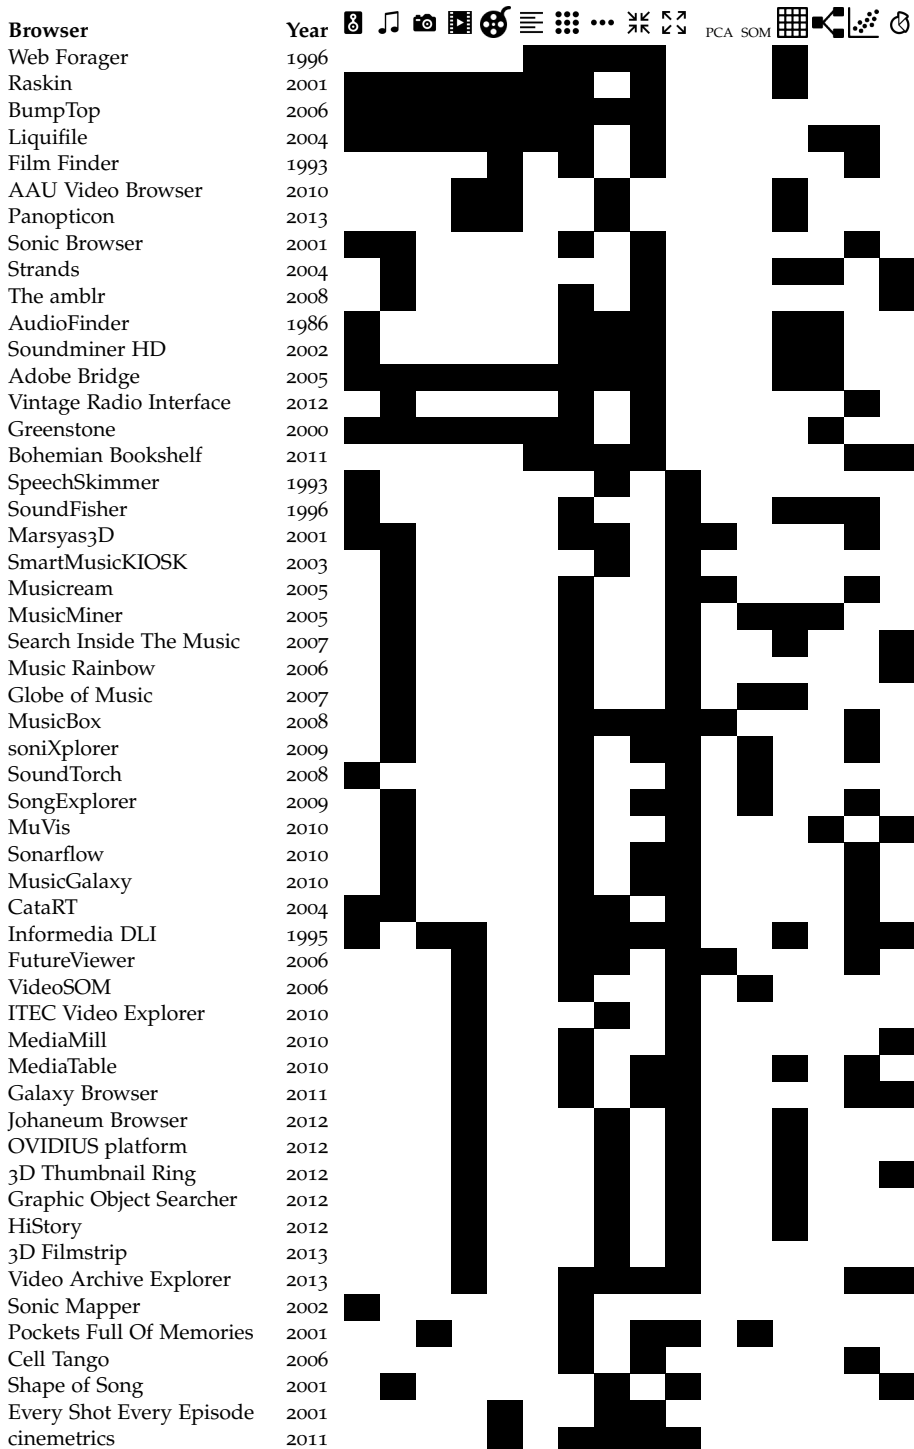 Browser Year PCA SOM
Web Forager 1996
Raskin 2001
BumpTop 2006
Liquifile 2004
Film Finder 1993
AAU Video Browser 2010
Panopticon 2013
Sonic Browser 2001
Strands 2004
The amblr 2008
AudioFinder 1986
Soundminer HD 2002
Adobe Bridge 2005
Vintage Radio Interface 2012
Greenstone 2000
Bohemian Bookshelf 2011
SpeechSkimmer 1993
SoundFisher 1996
Marsyas3D 2001
SmartMusicKIOSK 2003
Musicream 2005
MusicMiner 2005
Search Inside The Music 2007
Music Rainbow 2006
Globe of Music 2007
MusicBox 2008
soniXplorer 2009
SoundTorch 2008
SongExplorer 2009
MuVis 2010
Sonarflow 2010
MusicGalaxy 2010
CataRT 2004
Informedia DLI 1995
FutureViewer 2006
VideoSOM 2006
ITEC Video Explorer 2010
MediaMill 2010
MediaTable 2010
Galaxy Browser 2011
Johaneum Browser 2012
OVIDIUS platform 2012
3D Thumbnail Ring 2012
Graphic Object Searcher 2012
HiStory 2012
3D Filmstrip 2013
Video Archive Explorer 2013
Sonic Mapper 2002
Pockets Full Of Memories 2001
Cell Tango 2006
Shape of Song 2001
Every Shot Every Episode 2001
cinemetrics 2011